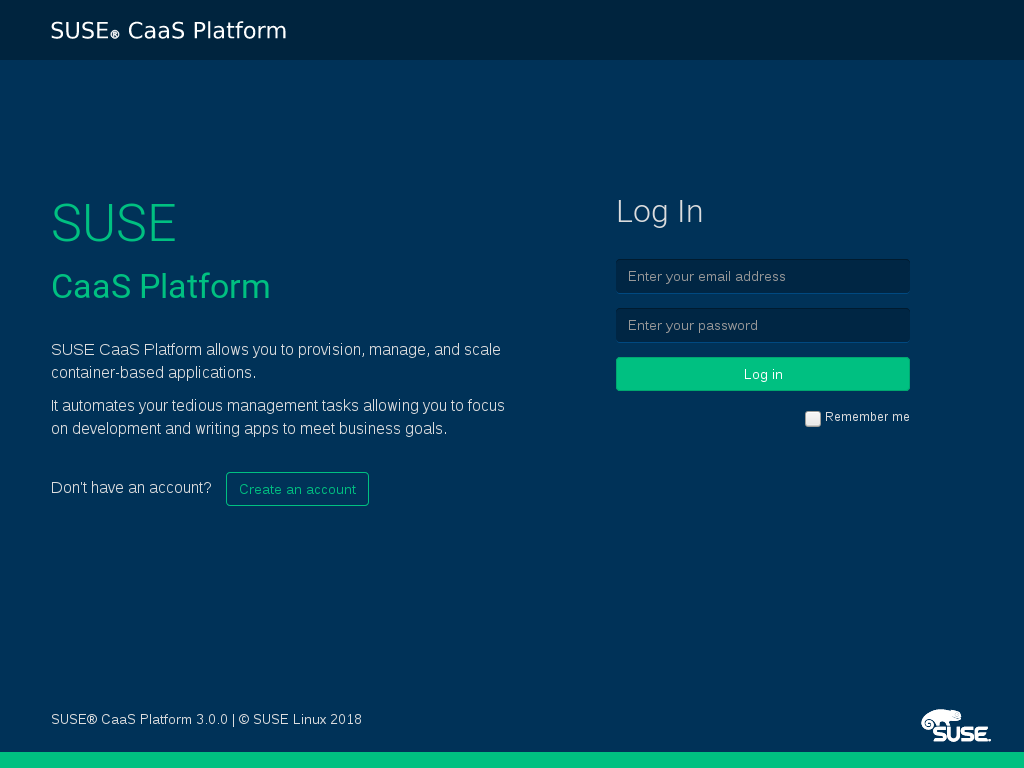 SUSE® CaaS Platform
SUSE
CaaS Platform
SUSE CaaS Platform allows you to provision, manage, and scale
container-based applications.
It automates your tedious management tasks allowing you to focus
on development and writing apps to meet business goals.
Don't have an account?
Create an account
Log In
Enter your email address
Enter your password
Log in
Remember me
SUSE® CaaS Platform 3.0.0 | © SUSE Linux 2018
SUSE